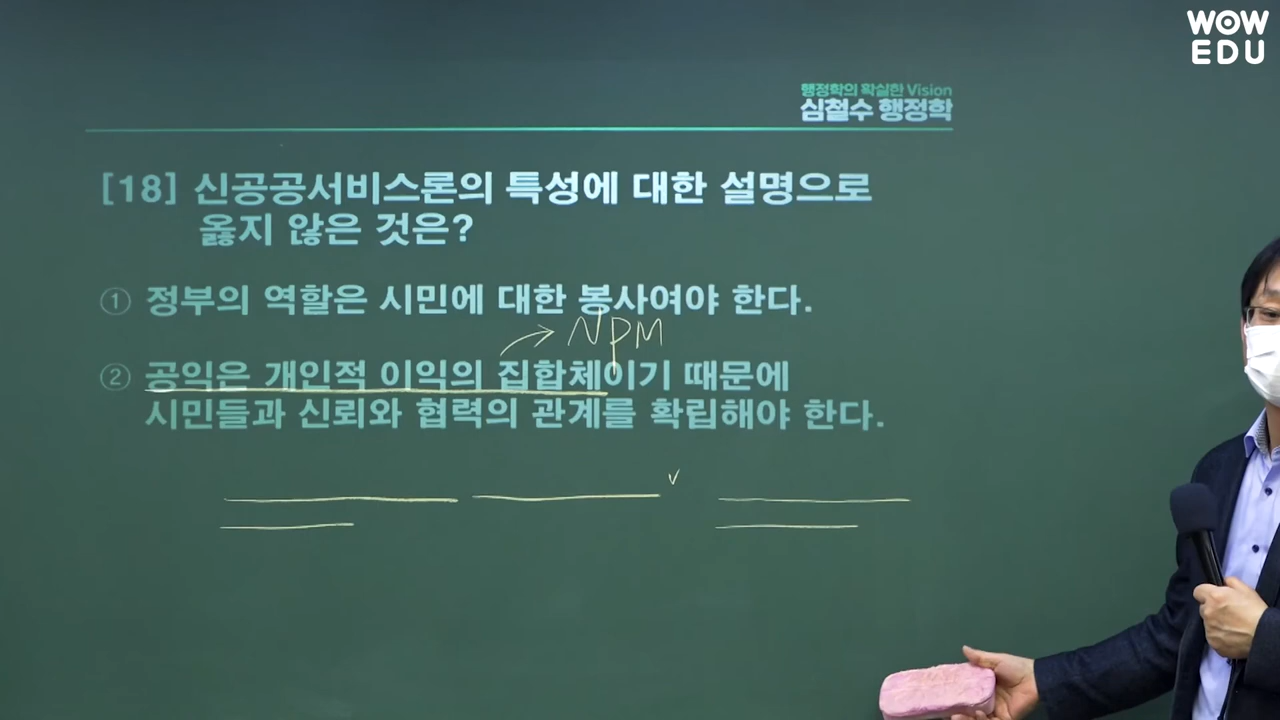 WOW
EDU
행정학의 확실한 Vision
심철수 행정학
[18] 신공공서비스론의 특성에 대한 설명으로
옳지 않은 것은?
① 정부의 역할은 시민에 대한 봉사여야 한다.
NPM
② 공익은 개인적 이익의 집합체이기 때문에
시민들과 신뢰와 협력의 관계를 확립해야 한다.